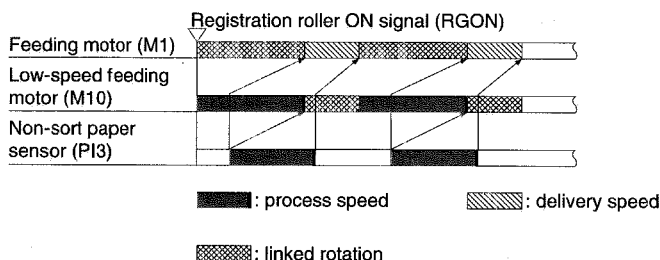 Registration roller ON signal (RGON)
Feeding motor (M1)
Low-speed feeding
motor (M10)
Non-sort paper
sensor (PI3)
: process speed
: delivery speed
: linked rotation